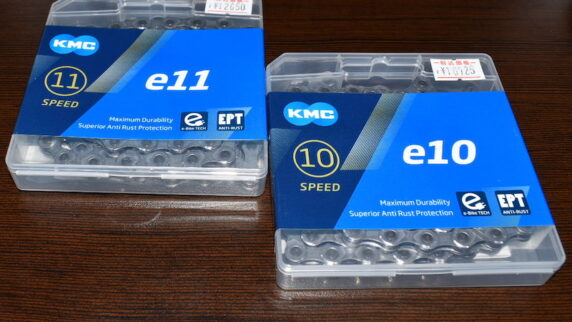 ¥12650
KMC
11
SPEED
e11
Maximum Durability
Superior Anti Rust Protection
e
e-Bike TECH
EPT
ANTI-RUST
KMC
10
SPEED
e10
Maximum Durability
Superior Anti Rust Protection
e
e-Bike TECH
EPT
ANTI-RUST